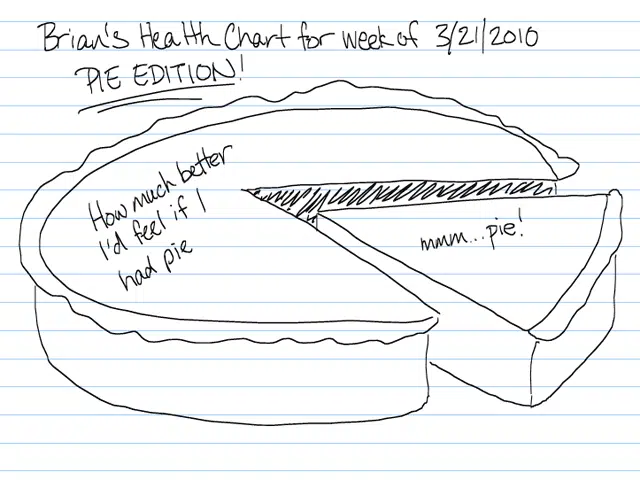 Brian's Health Chart for week of 3/21/2010
PIE EDITION!
How much better
I'd feel if I
had pie
mmm...pie!